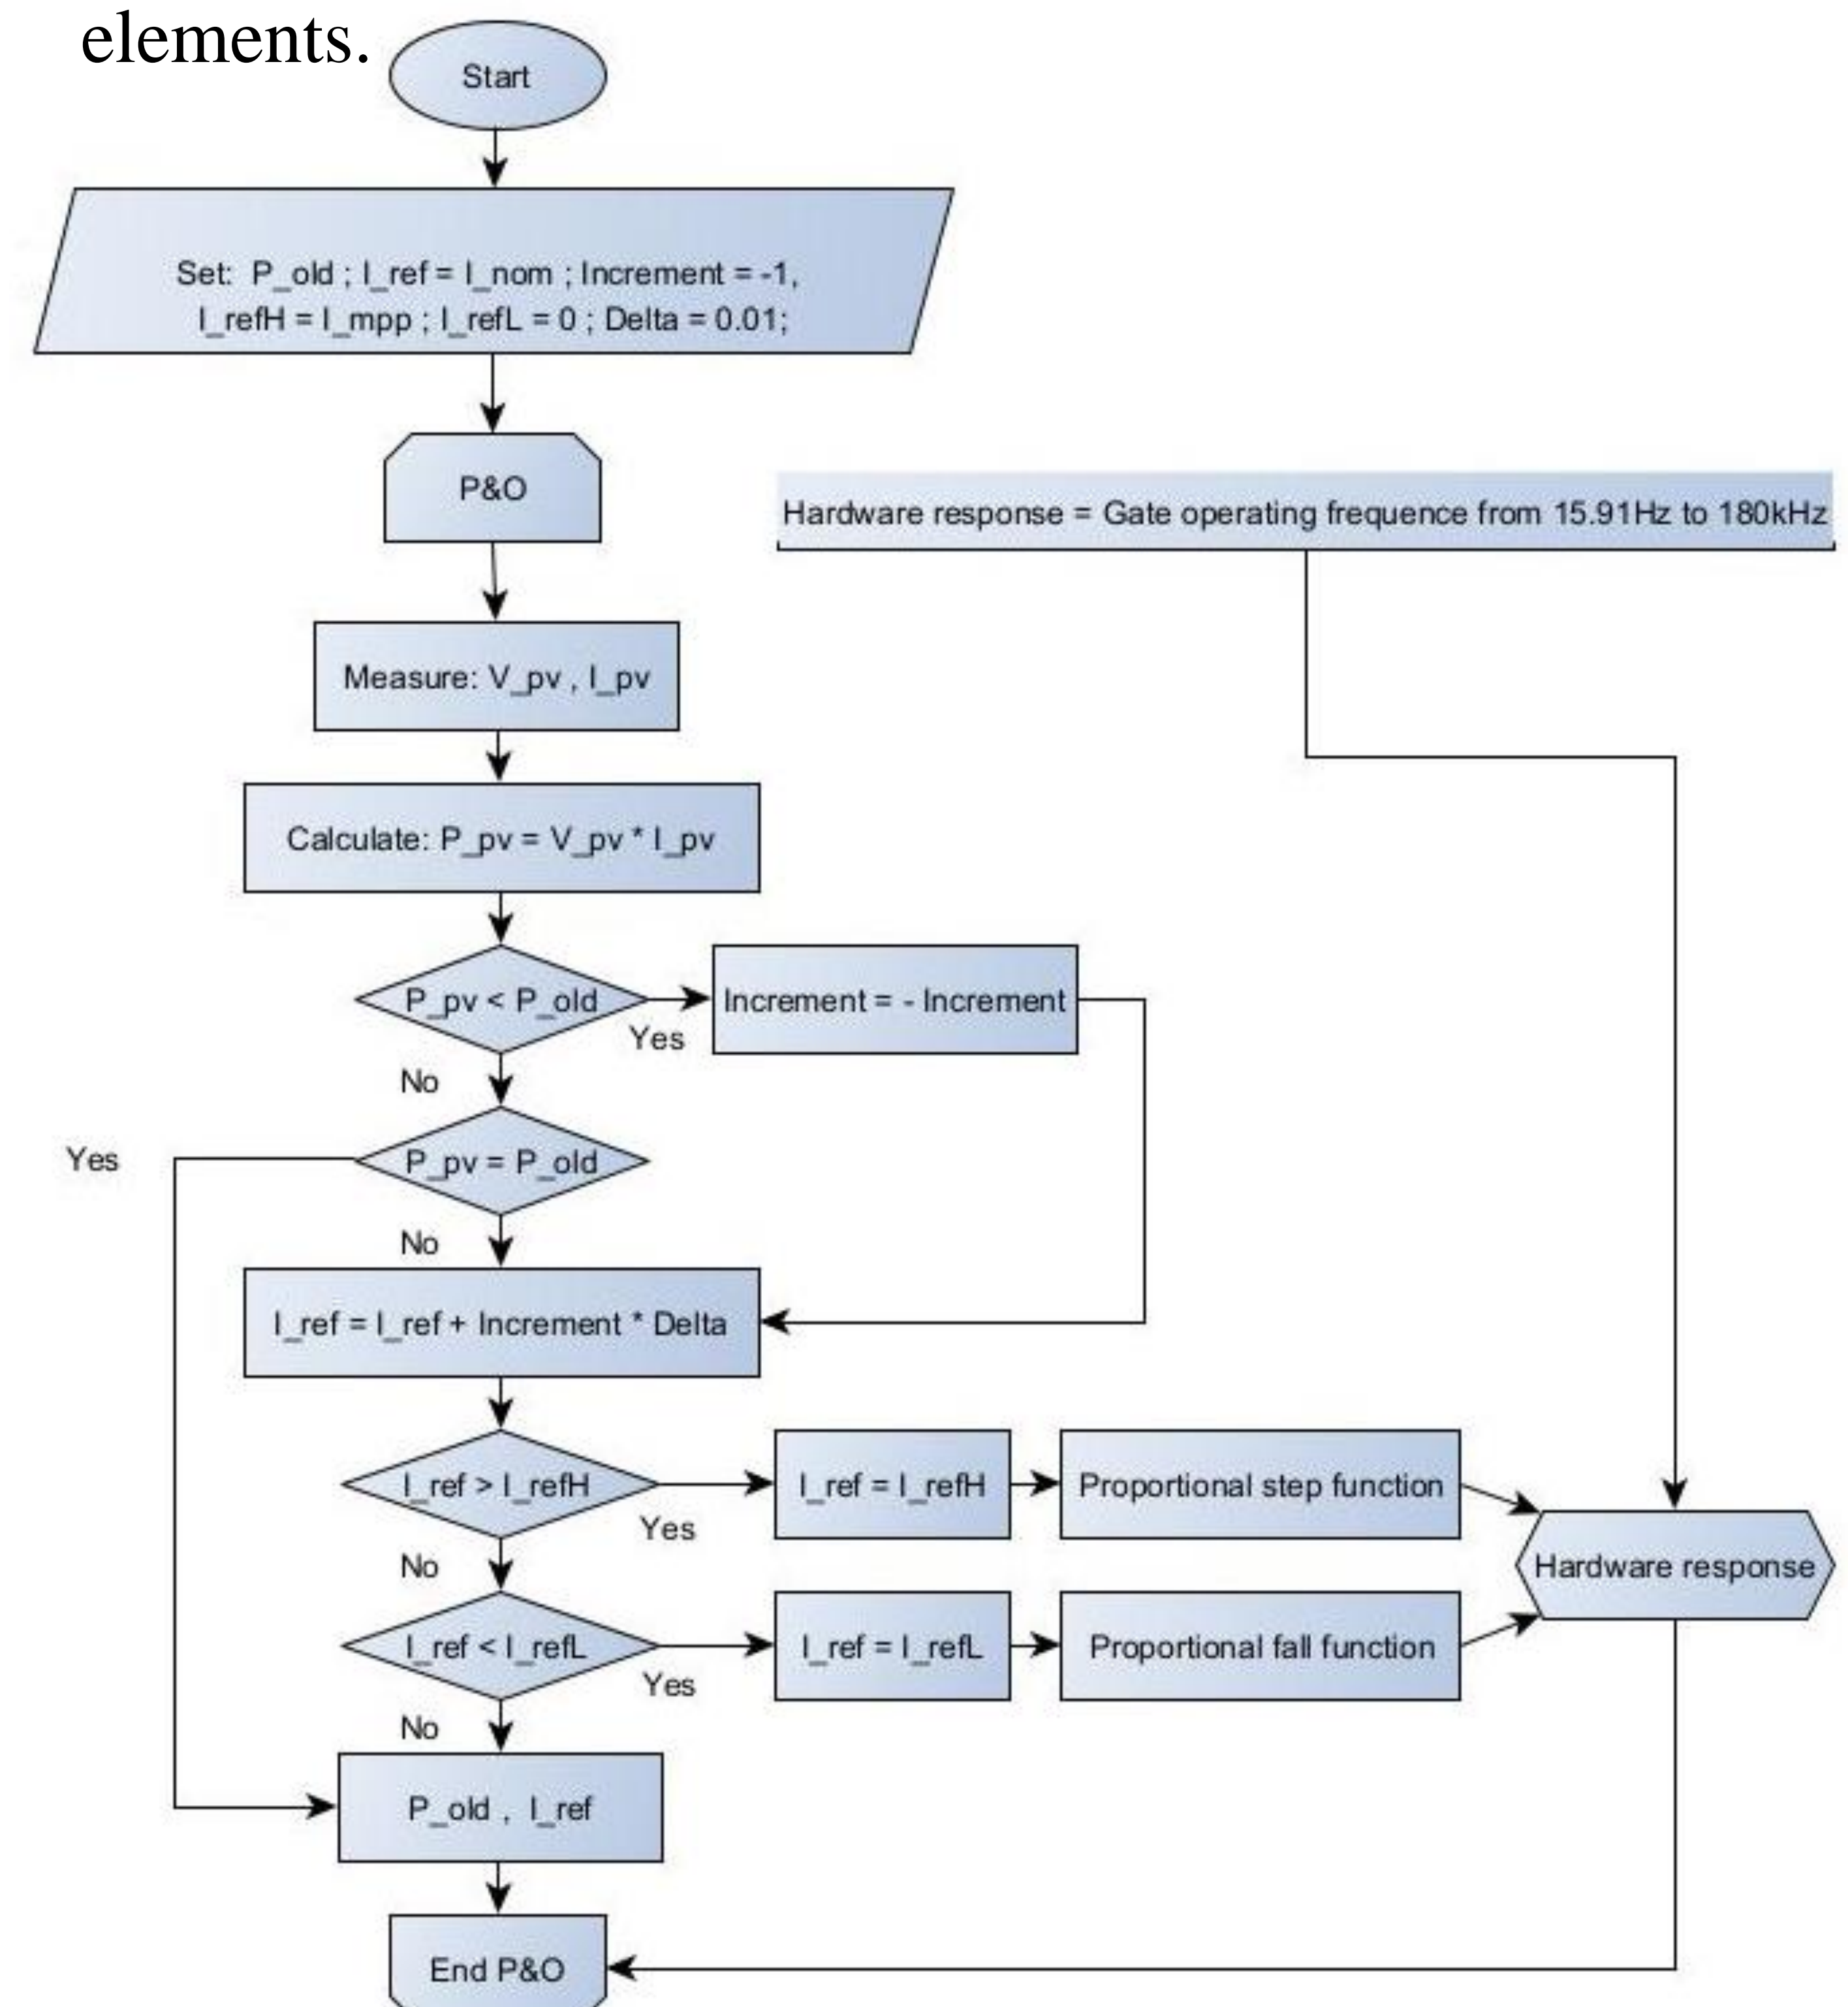 elements.
Start
Set: P_old ; I_ref = I_nom ; Increment = -1,
I_refH = I_mpp ; I_refL = 0 ; Delta = 0.01;
P&O
Hardware response = Gate operating frequence from 15.91Hz to 180kHz
Measure: V_pv , I_pv
Calculate: P_pv = V_pv * I_pv
P_pv < P_old
Yes
Increment = - Increment
No
Yes
P_pv = P_old
No
I_ref = I_ref + Increment * Delta
I_ref > I_refH
Yes
I_ref = I_refH
Proportional step function
Hardware response
No
I_ref < I_refL
Yes
I_ref = I_refL
Proportional fall function
No
P_old , I_ref
End P&O